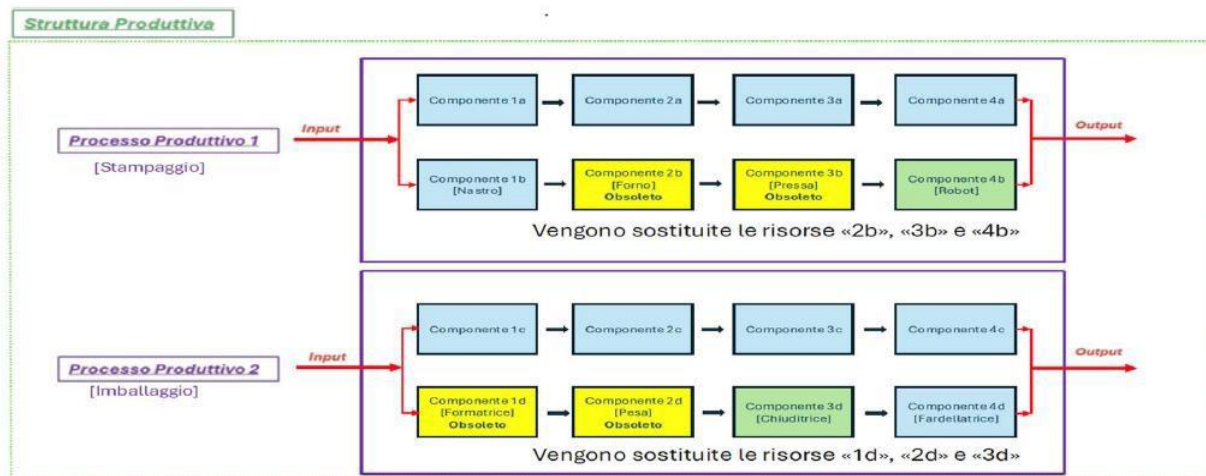 Struttura Produttiva
Componente 1a
Componente 2a
Componente 3a
Componente 4a
Input
Output
Processo Produttivo 1
[Stampaggio]
Componente 1b
[Nastro]
Componente 2b
[Forno]
Obsoleto
Componente 3b
[Pressa]
Obsoleto
Componente 4b
[Robot]
Vengono sostituite le risorse «2b», «3b» e «4b»
Componente 1c
Componente 2c
Componente 3c
Componente 4c
Input
Output
Processo Produttivo 2
[Imballaggio]
Componente 1d
[Formatrice]
Obsoleto
Componente 2d
[Pesa]
Obsoleto
Componente 3d
[Chiuditrice]
Componente 4d
[Fardellatrice]
Vengono sostituite le risorse «1d», «2d» e «3d»